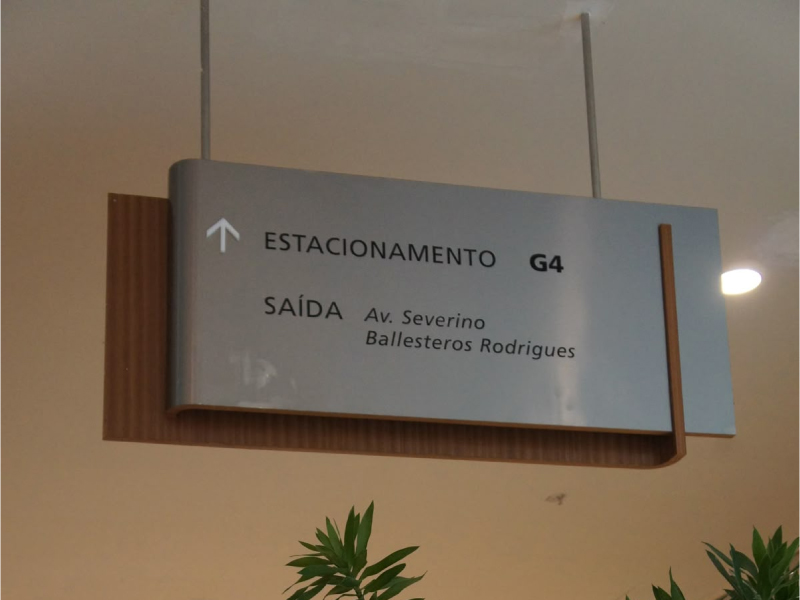 ESTACIONAMENTO G4
SAÍDA Av. Severino
Ballesteros Rodrigues